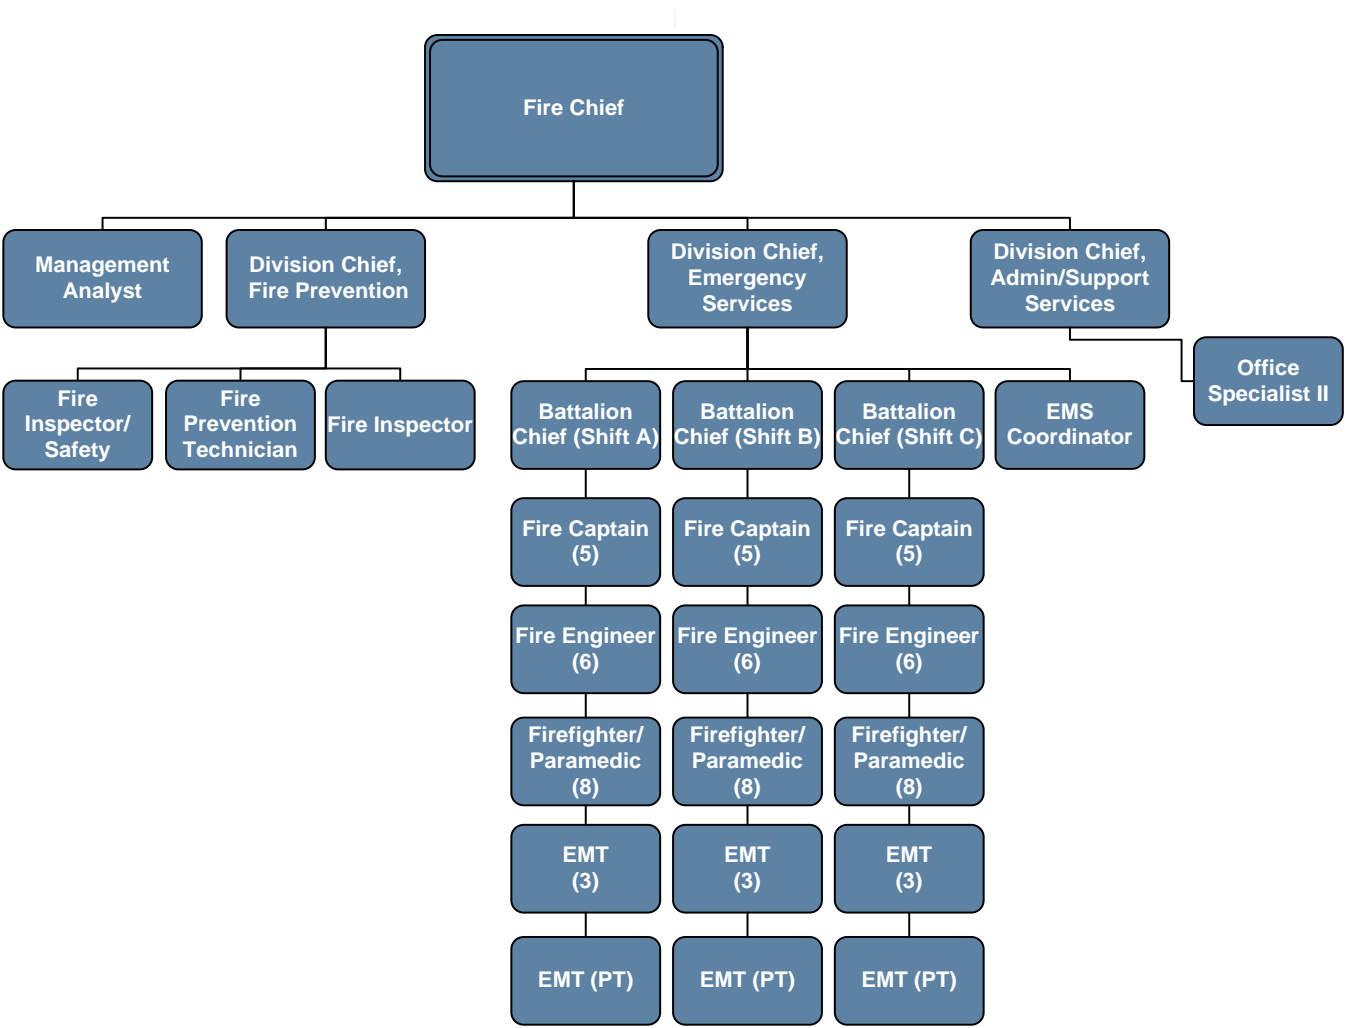 Fire Chief
Management
Analyst
Division Chief,
Fire Prevention
Division Chief,
Emergency
Services
Division Chief,
Admin/Support
Services
Office
Specialist II
Fire
Inspector/
Safety
Fire
Prevention
Technician
Fire Inspector
Battalion
Chief (Shift A)
Battalion
Chief (Shift B)
Battalion
Chief (Shift C)
EMS
Coordinator
Fire Captain
(5)
Fire Captain
(5)
Fire Captain
(5)
Fire Engineer
(6)
Fire Engineer
(6)
Fire Engineer
(6)
Firefighter/
Paramedic
(8)
Firefighter/
Paramedic
(8)
Firefighter/
Paramedic
(8)
EMT
(3)
EMT
(3)
EMT
(3)
EMT (PT)
EMT (PT)
EMT (PT)